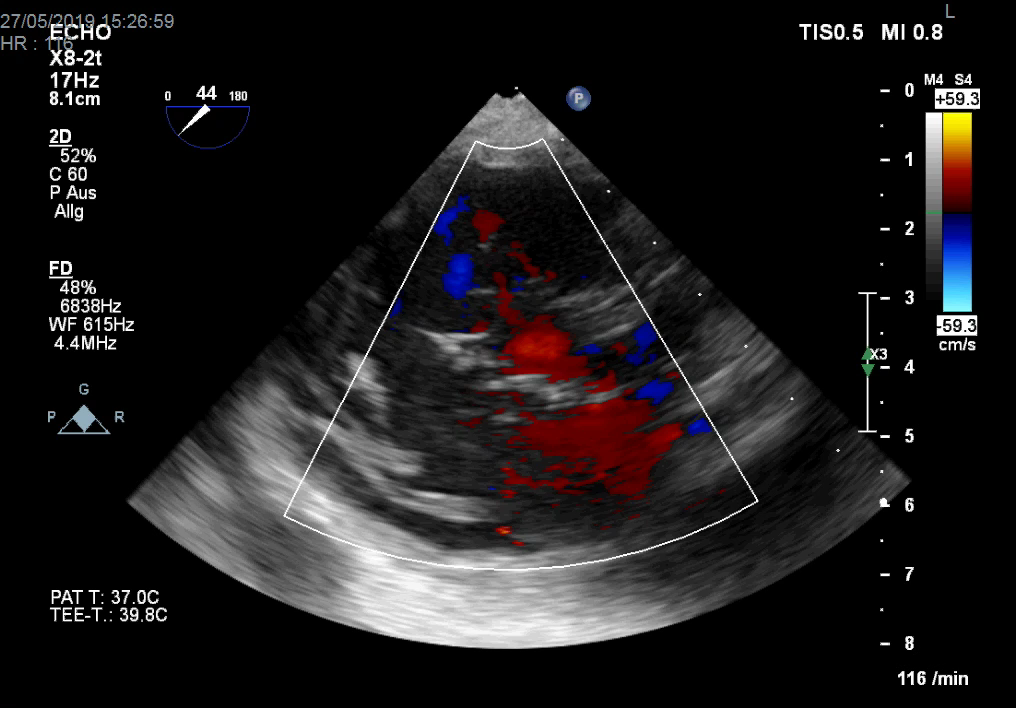 27/05/2019 15:26:59
HR : 116
ECHO
X8-2t
17Hz
8.1cm
2D
52%
C 60
P Aus
Allg
FD
48%
6838Hz
WF 615Hz
4.4MHz
G
P R
PAT T: 37.0C
TEE-T.: 39.8C
0 44 180
P
L
TIS0.5 MI 0.8
M4 S4
+59.3
-59.3
cm/s
0
1
2
3
X3
4
5
6
7
8
116 /min